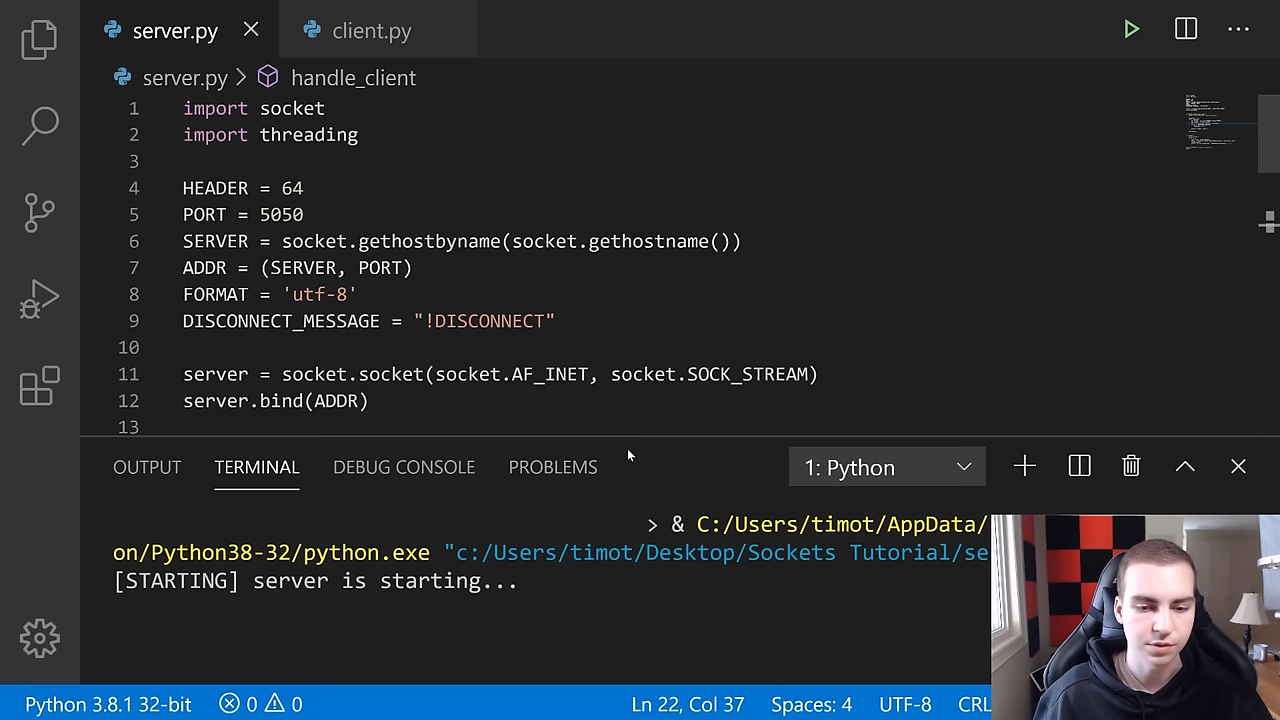 server.py
client.py
server.py > handle_client
1 import socket
2 import threading
3
4 HEADER = 64
5 PORT = 5050
6 SERVER = socket.gethostbyname(socket.gethostname())
7 ADDR = (SERVER, PORT)
8 FORMAT = 'utf-8'
9 DISCONNECT_MESSAGE = "!DISCONNECT"
10
11 server = socket.socket(socket.AF_INET, socket.SOCK_STREAM)
12 server.bind(ADDR)
13
OUTPUT TERMINAL DEBUG CONSOLE PROBLEMS 1: Python
> & C:/Users/timot/AppData/
on/Python38-32/python.exe "c:/Users/timot/Desktop/Sockets Tutorial/se
[STARTING] server is starting...
Python 3.8.1 32-bit 0 0 Ln 22, Col 37 Spaces: 4 UTF-8 CRL